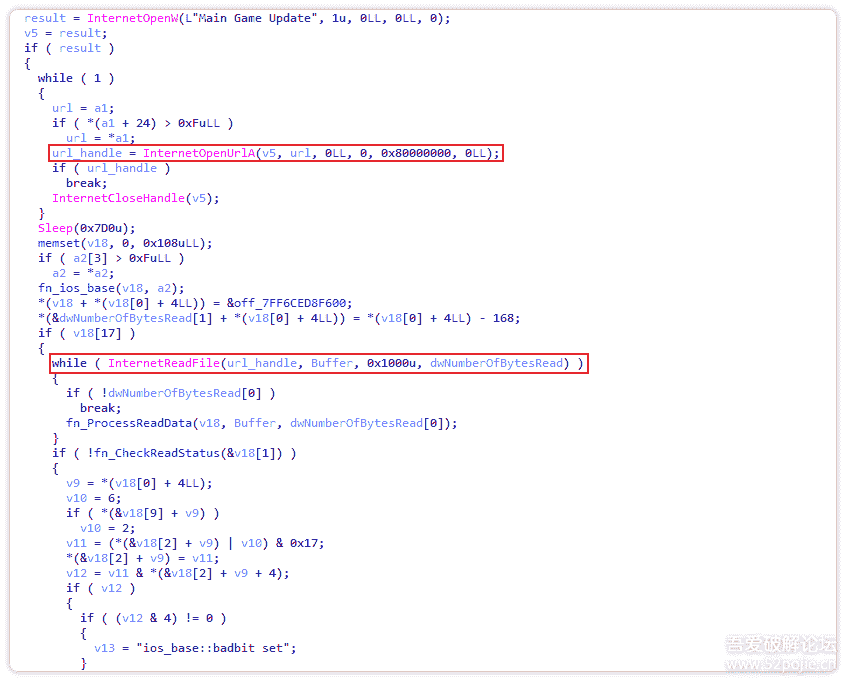 result = InternetOpenW(L"Main Game Update", 1u, 0LL, 0LL, 0);
v5 = result;
if ( result )
{
while ( 1 )
{
url = a1;
if ( *(a1 + 24) > 0xFuLL )
url = *a1;
url_handle = InternetOpenUrlA(v5, url, 0LL, 0, 0x80000000, 0LL);
if ( url_handle )
break;
InternetCloseHandle(v5);
}
Sleep(0x7D0u);
memset(v18, 0, 0x108uLL);
if ( a2[3] > 0xFuLL )
a2 = *a2;
fn_ios_base(v18, a2);
*(v18 + *(v18[0] + 4LL)) = &off_7FF6CED8F600;
*(&dwNumberOfBytesRead[1] + *(v18[0] + 4LL)) = *(v18[0] + 4LL) - 168;
if ( v18[17] )
{
while ( InternetReadFile(url_handle, Buffer, 0x1000u, dwNumberOfBytesRead) )
{
if ( !dwNumberOfBytesRead[0] )
break;
fn_ProcessReadData(v18, Buffer, dwNumberOfBytesRead[0]);
}
if ( !fn_CheckReadStatus(&v18[1]) )
{
v9 = *(v18[0] + 4LL);
v10 = 6;
if ( *(&v18[9] + v9) )
v10 = 2;
v11 = (*(&v18[2] + v9) | v10) & 0x17;
*(&v18[2] + v9) = v11;
v12 = v11 & *(&v18[2] + v9 + 4);
if ( v12 )
{
if ( (v12 & 4) != 0 )
{
v13 = "ios_base::badbit set";
}
吾爱破解论坛
www.52pojie.cn